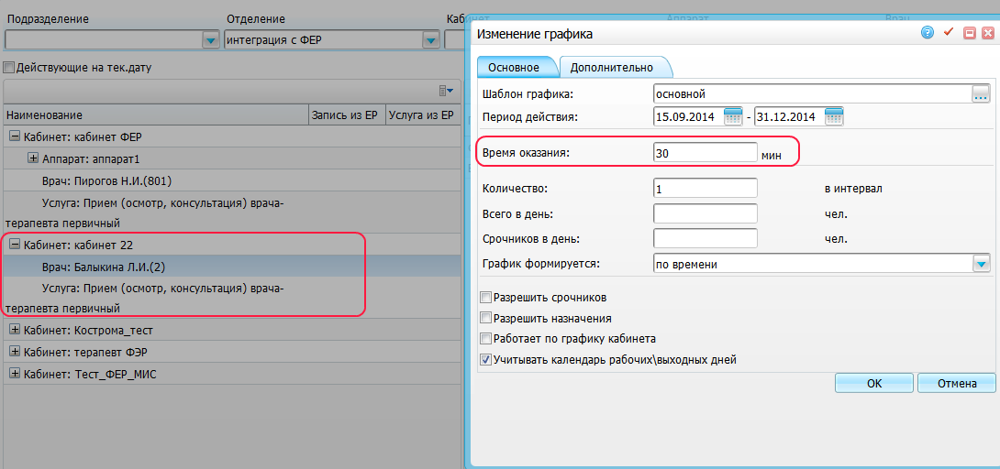 Подразделение
Отделение
Кабинет
Аппарат
Врач
интеграция с ФЕР
Действующие на тек.дату
Наименование
Запись из ЕР
Услуга из ЕР
Кабинет: кабинет ФЕР
Аппарат: аппарат1
Врач: Пирогов Н.И.(801)
Услуга: Прием (осмотр, консультация) врача-
терапевта первичный
Кабинет: кабинет 22
Врач: Балыкина Л.И.(2)
Услуга: Прием (осмотр, консультация) врача-
терапевта первичный
Кабинет: Кострома_тест
Кабинет: терапевт ФЭР
Кабинет: Тест_ФЕР_МИС
Изменение графика
Основное
Дополнительно
Шаблон графика: основной ...
Период действия: 15.09.2014 - 31.12.2014
Время оказания: 30 мин
Количество: 1 в интервал
Всего в день: чел.
Срочников в день: чел.
График формируется: по времени
Разрешить срочников
Разрешить назначения
Работает по графику кабинета
Учитывать календарь рабочих\выходных дней
OK
Отмена